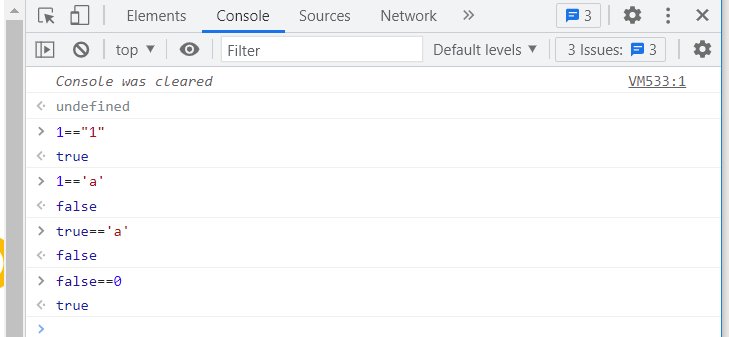 Elements Console Sources Network » 3
top ▼ Filter Default levels ▼ 3 Issues: 3
Console was cleared VM533:1
undefined
1=="1"
true
1=='a'
false
true=='a'
false
false==0
true